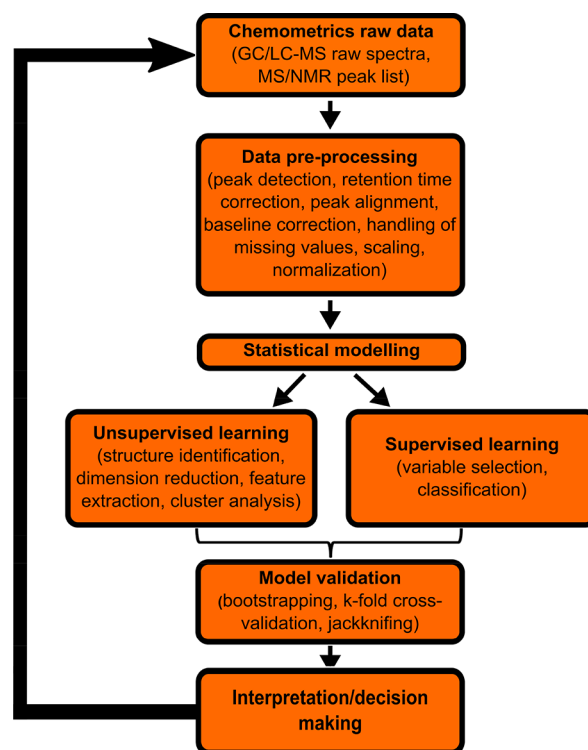 Chemometrics raw data
(GC/LC-MS raw spectra,
MS/NMR peak list)
Data pre-processing
(peak detection, retention time
correction, peak alignment,
baseline correction, handling of
missing values, scaling,
normalization)
Statistical modelling
Unsupervised learning
(structure identification,
dimension reduction, feature
extraction, cluster analysis)
Supervised learning
(variable selection,
classification)
Model validation
(bootstrapping, k-fold cross-
validation, jackknifing)
Interpretation/decision
making